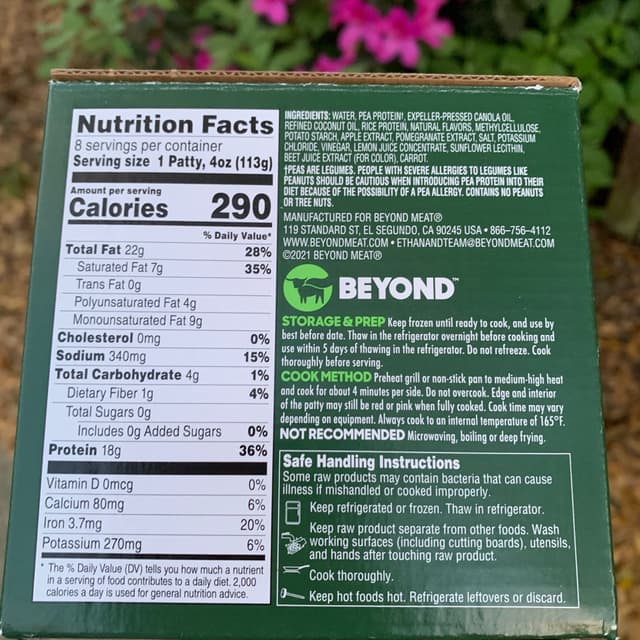 Nutrition Facts
8 servings per container
Serving size 1 Patty, 4oz (113g)
Amount per serving
Calories 290
% Daily Value*
Total Fat 22g 28%
Saturated Fat 7g 35%
Trans Fat 0g
Polyunsaturated Fat 4g
Monounsaturated Fat 9g
Cholesterol 0mg 0%
Sodium 340mg 15%
Total Carbohydrate 4g 1%
Dietary Fiber 1g 4%
Total Sugars 0g
Includes 0g Added Sugars 0%
Protein 18g 36%
Vitamin D 0mcg 0%
Calcium 80mg 6%
Iron 3.7mg 20%
Potassium 270mg 6%
* The % Daily Value (DV) tells you how much a nutrient
in a serving of food contributes to a daily diet. 2,000
calories a day is used for general nutrition advice.
INGREDIENTS: WATER, PEA PROTEIN†, EXPELLER-PRESSED CANOLA OIL,
REFINED COCONUT OIL, RICE PROTEIN, NATURAL FLAVORS, METHYLCELLULOSE,
POTATO STARCH, APPLE EXTRACT, POMEGRANATE EXTRACT, SALT, POTASSIUM
CHLORIDE, VINEGAR, LEMON JUICE CONCENTRATE, SUNFLOWER LECITHIN,
BEET JUICE EXTRACT (FOR COLOR), CARROT.
†PEAS ARE LEGUMES. PEOPLE WITH SEVERE ALLERGIES TO LEGUMES LIKE
PEANUTS SHOULD BE CAUTIOUS WHEN INTRODUCING PEA PROTEIN INTO THEIR
DIET BECAUSE OF THE POSSIBILITY OF A PEA ALLERGY. CONTAINS NO PEANUTS
OR TREE NUTS.
MANUFACTURED FOR BEYOND MEAT®
119 STANDARD ST, EL SEGUNDO, CA 90245 USA • 866-756-4112
WWW.BEYONDMEAT.COM • ETHANANDTEAM@BEYONDMEAT.COM
©2021 BEYOND MEAT®
BEYOND™
STORAGE & PREP Keep frozen until ready to cook, and use by
best before date. Thaw in the refrigerator overnight before cooking and
use within 5 days of thawing in the refrigerator. Do not refreeze. Cook
thoroughly before serving.
COOK METHOD Preheat grill or non-stick pan to medium-high heat
and cook for about 4 minutes per side. Do not overcook. Edge and interior
of the patty may still be red or pink when fully cooked. Cook time may vary
depending on equipment. Always cook to an internal temperature of 165°F.
NOT RECOMMENDED Microwaving, boiling or deep frying.
Safe Handling Instructions
Some raw products may contain bacteria that can cause
illness if mishandled or cooked improperly.
Keep refrigerated or frozen. Thaw in refrigerator.
Keep raw product separate from other foods. Wash
working surfaces (including cutting boards), utensils,
and hands after touching raw product.
Cook thoroughly.
Keep hot foods hot. Refrigerate leftovers or discard.